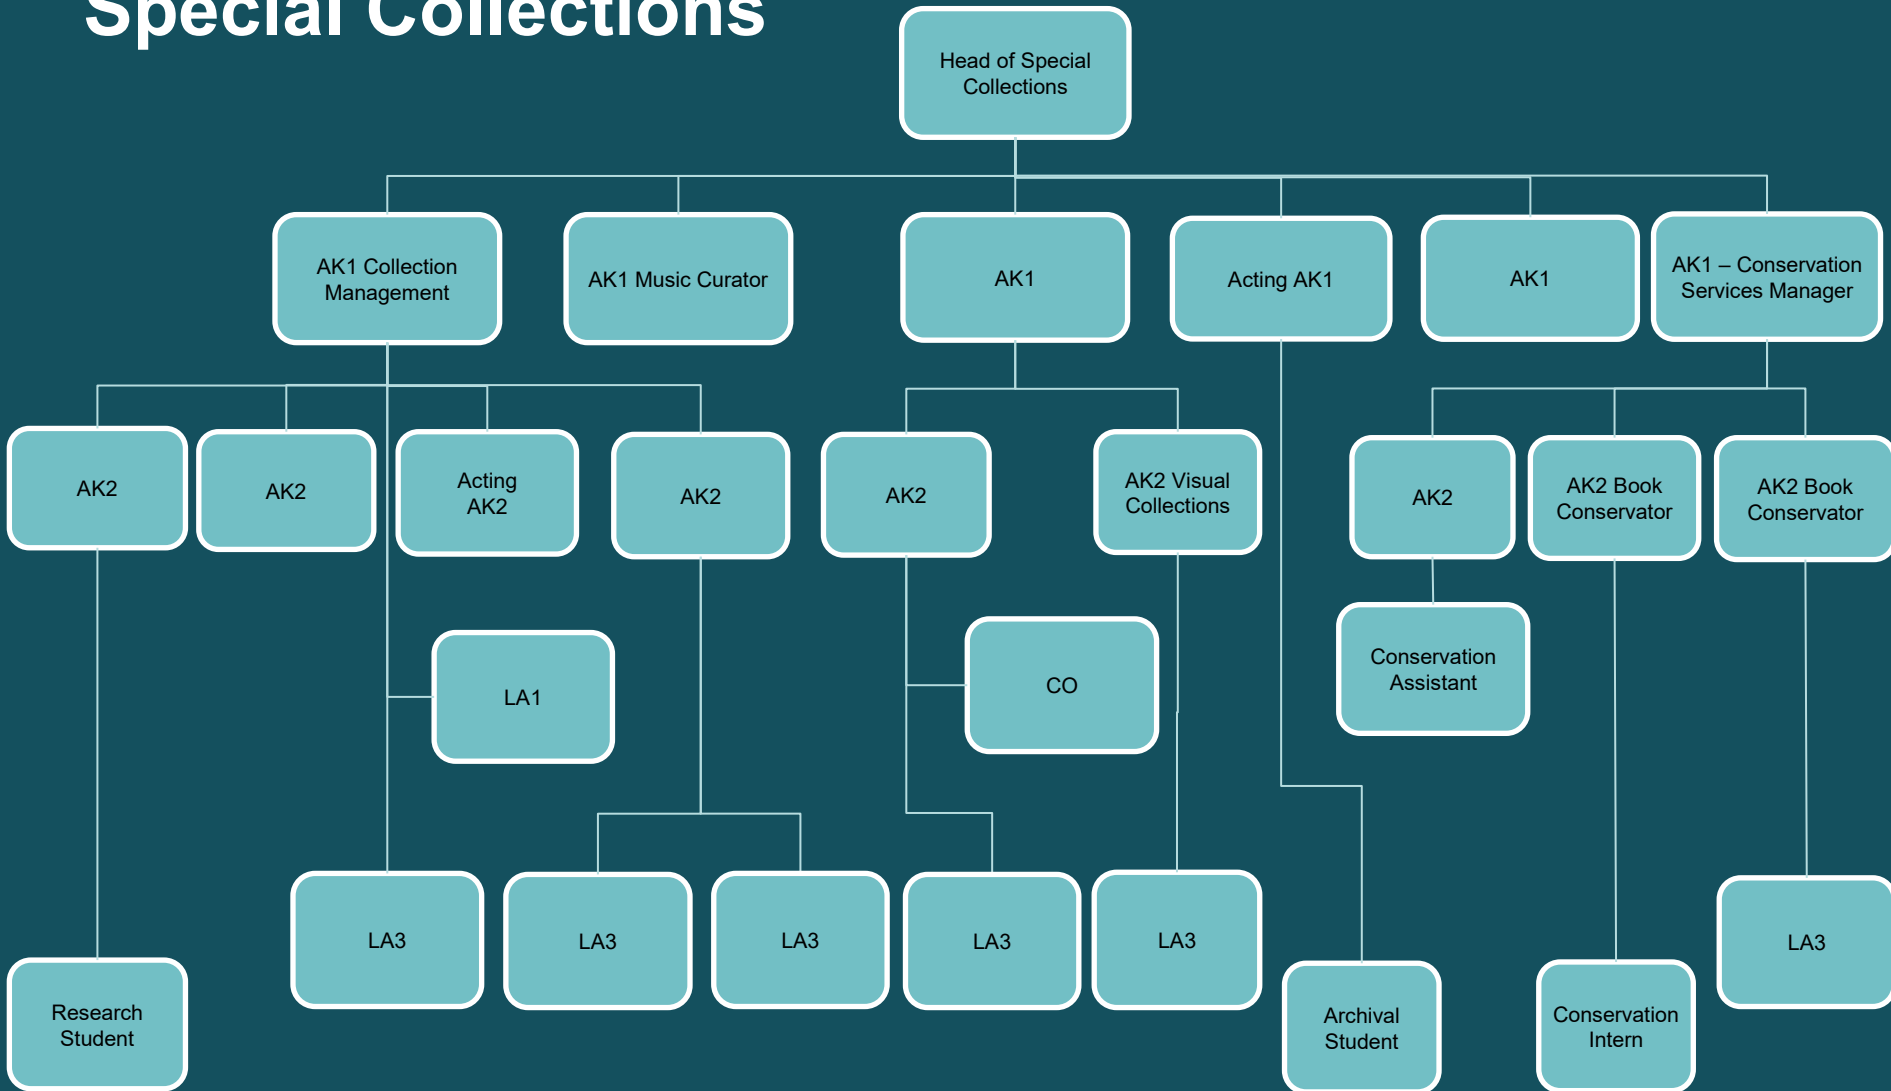 Special Collections
Head of Special
Collections
AK1 Collection
Management
AK1 Music Curator
AK1
Acting AK1
AK1
AK1 – Conservation
Services Manager
AK2
AK2
Acting
AK2
AK2
AK2
AK2 Visual
Collections
AK2
AK2 Book
Conservator
AK2 Book
Conservator
LA1
CO
Conservation
Assistant
LA3
LA3
LA3
LA3
LA3
LA3
Research
Student
Archival
Student
Conservation
Intern